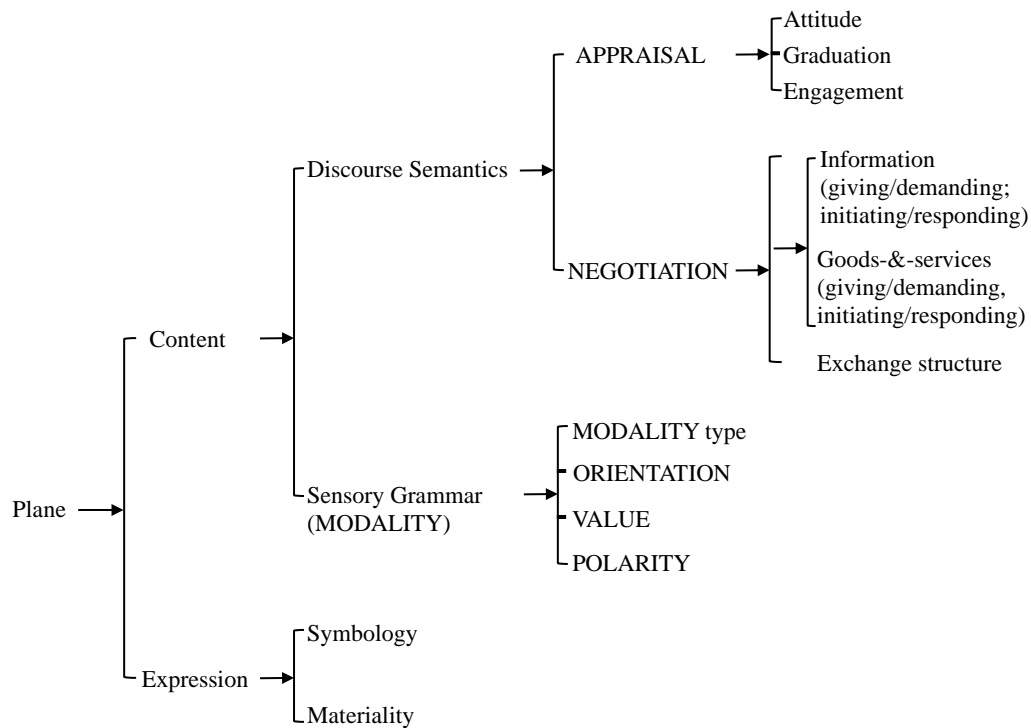 Attitude
APPRAISAL
Graduation
Engagement
Discourse Semantics
Information
(giving/demanding;
initiating/responding)
NEGOTIATION
Goods-&-services
(giving/demanding,
initiating/responding)
Content
Exchange structure
MODALITY type
ORIENTATION
Plane
Sensory Grammar
(MODALITY)
VALUE
POLARITY
Symbology
Expression
Materiality